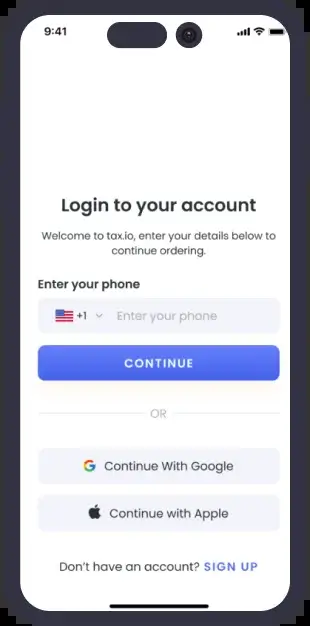 9:41
Login to your account
Welcome to tax.io, enter your details below to
continue ordering.
Enter your phone
+1 Enter your phone
CONTINUE
OR
Continue With Google
Continue with Apple
Don't have an account? SIGN UP